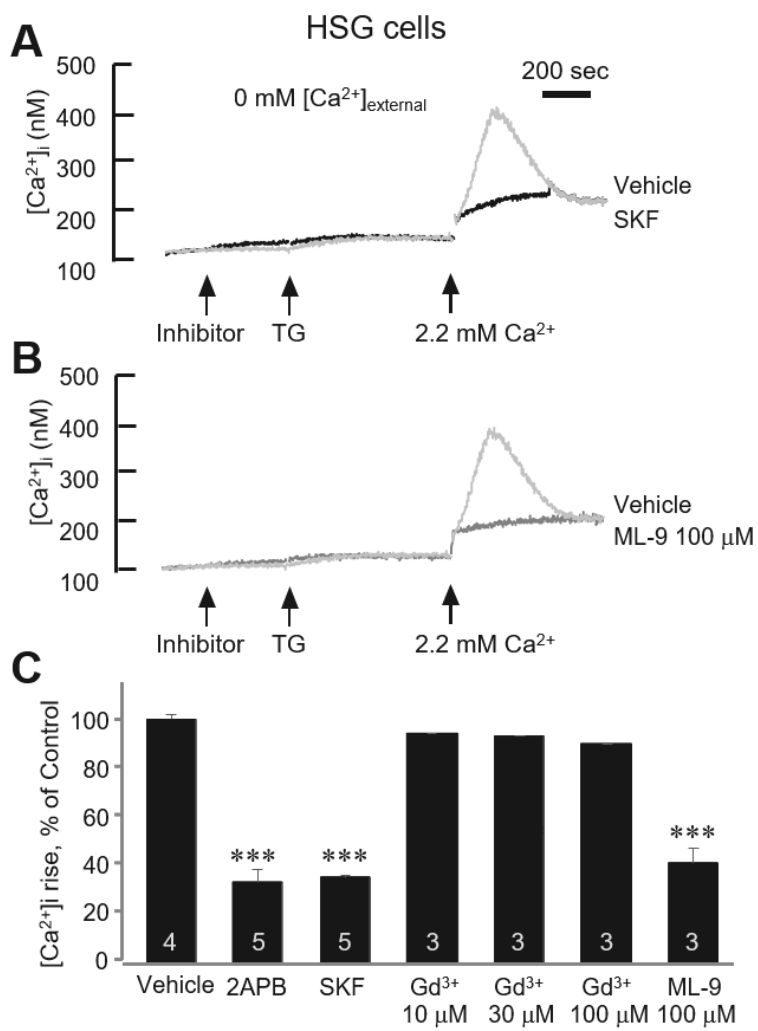 HSG cells
A
500
400
300
200
100
[Ca²⁺]ᵢ (nM)
0 mM [Ca²⁺]external
200 sec
Vehicle
SKF
Inhibitor TG 2.2 mM Ca²⁺
B
500
400
300
200
100
[Ca²⁺]ᵢ (nM)
Vehicle
ML-9 100 μM
Inhibitor TG 2.2 mM Ca²⁺
C
100
80
60
40
20
0
[Ca²⁺]i rise, % of Control
*** *** ***
4 5 5 3 3 3 3
Vehicle 2APB SKF Gd³⁺ Gd³⁺ Gd³⁺ ML-9
10 μM 30 μM 100 μM 100 μM